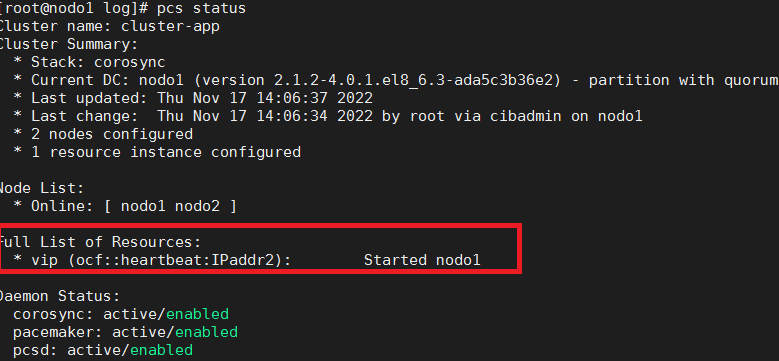 [root@nodo1 log]# pcs status
Cluster name: cluster-app
Cluster Summary:
* Stack: corosync
* Current DC: nodo1 (version 2.1.2-4.0.1.el8_6.3-ada5c3b36e2) - partition with quorum
* Last updated: Thu Nov 17 14:06:37 2022
* Last change:  Thu Nov 17 14:06:34 2022 by root via cibadmin on nodo1
* 2 nodes configured
* 1 resource instance configured
Node List:
* Online: [ nodo1 nodo2 ]
Full List of Resources:
* vip (ocf::heartbeat:IPaddr2):        Started nodo1
Daemon Status:
corosync: active/enabled
pacemaker: active/enabled
pcsd: active/enabled